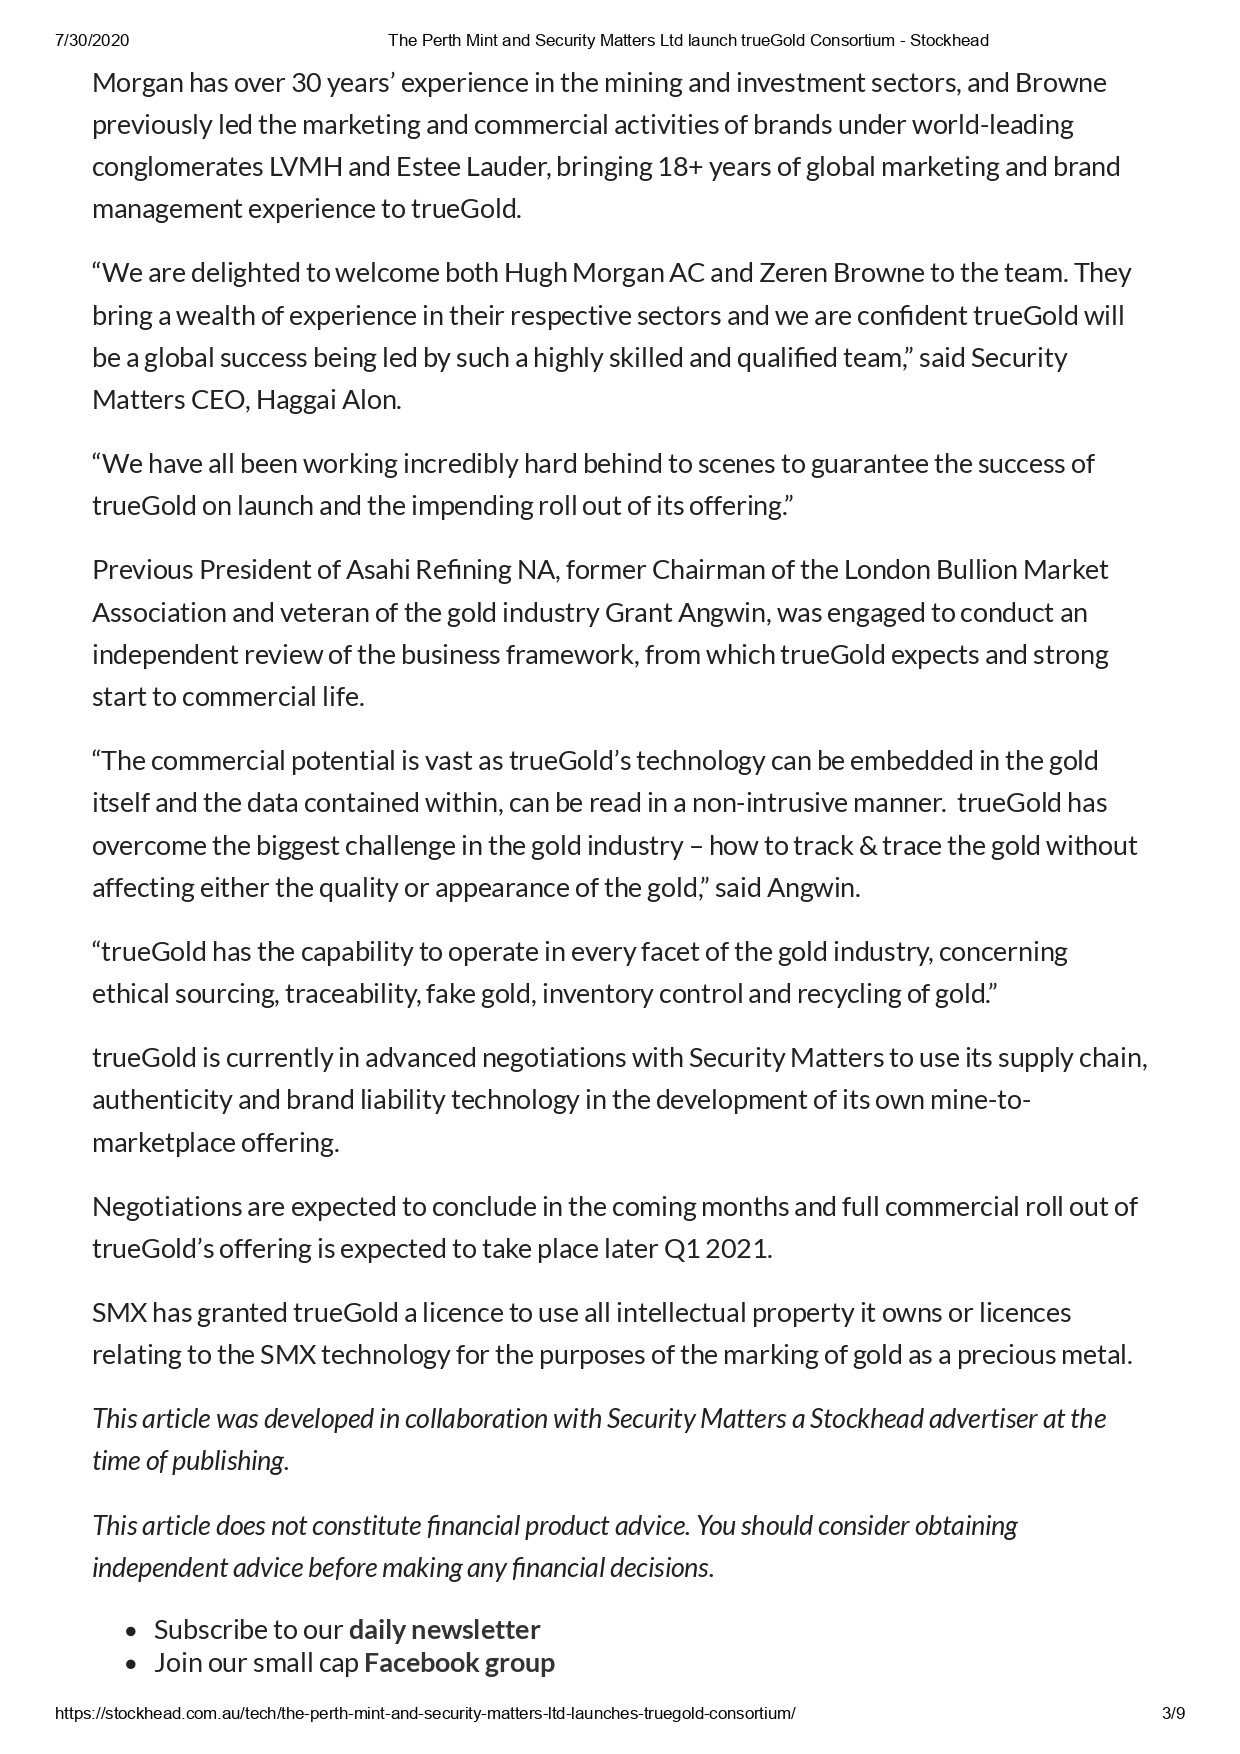 7/30/2020 The Perth Mint and Security Matters Ltd launch trueGold Consortium - Stockhead
Morgan has over 30 years’ experience in the mining and investment sectors, and Browne
previously led the marketing and commercial activities of brands under world-leading
conglomerates LVMH and Estee Lauder, bringing 18+ years of global marketing and brand
management experience to trueGold.
“We are delighted to welcome both Hugh Morgan AC and Zeren Browne to the team. They
bring a wealth of experience in their respective sectors and we are confident trueGold will
be a global success being led by such a highly skilled and qualified team,” said Security
Matters CEO, Haggai Alon.
“We have all been working incredibly hard behind to scenes to guarantee the success of
trueGold on launch and the impending roll out of its offering.”
Previous President of Asahi Refining NA, former Chairman of the London Bullion Market
Association and veteran of the gold industry Grant Angwin, was engaged to conduct an
independent review of the business framework, from which trueGold expects and strong
start to commercial life.
“The commercial potential is vast as trueGold’s technology can be embedded in the gold
itself and the data contained within, can be read in a non-intrusive manner.  trueGold has
overcome the biggest challenge in the gold industry – how to track & trace the gold without
affecting either the quality or appearance of the gold,” said Angwin.
“trueGold has the capability to operate in every facet of the gold industry, concerning
ethical sourcing, traceability, fake gold, inventory control and recycling of gold.”
trueGold is currently in advanced negotiations with Security Matters to use its supply chain,
authenticity and brand liability technology in the development of its own mine-to-
marketplace offering.
Negotiations are expected to conclude in the coming months and full commercial roll out of
trueGold’s offering is expected to take place later Q1 2021.
SMX has granted trueGold a licence to use all intellectual property it owns or licences
relating to the SMX technology for the purposes of the marking of gold as a precious metal.
This article was developed in collaboration with Security Matters a Stockhead advertiser at the
time of publishing.
This article does not constitute financial product advice. You should consider obtaining
independent advice before making any financial decisions.
• Subscribe to our daily newsletter
• Join our small cap Facebook group
https://stockhead.com.au/tech/the-perth-mint-and-security-matters-ltd-launches-truegold-consortium/ 3/9